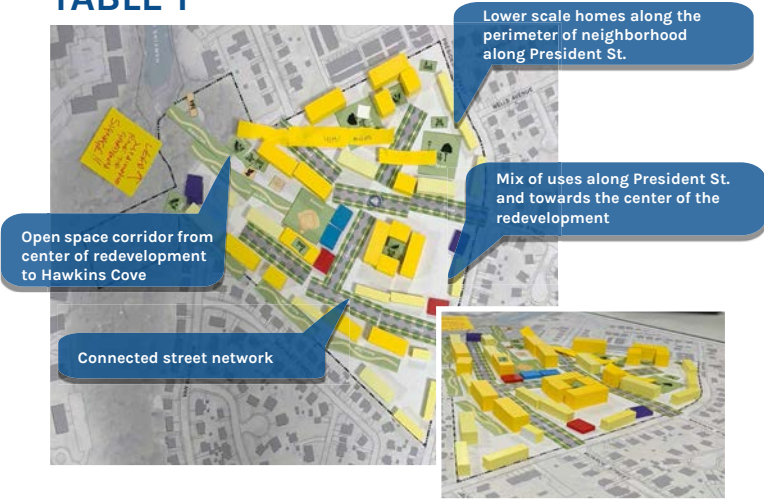 TABLE 1
Lower scale homes along the
perimeter of neighborhood
along President St.
WELLS AVENUE
Mix of uses along President St.
and towards the center of the
redevelopment
Open space corridor from
center of redevelopment
to Hawkins Cove
Connected street network